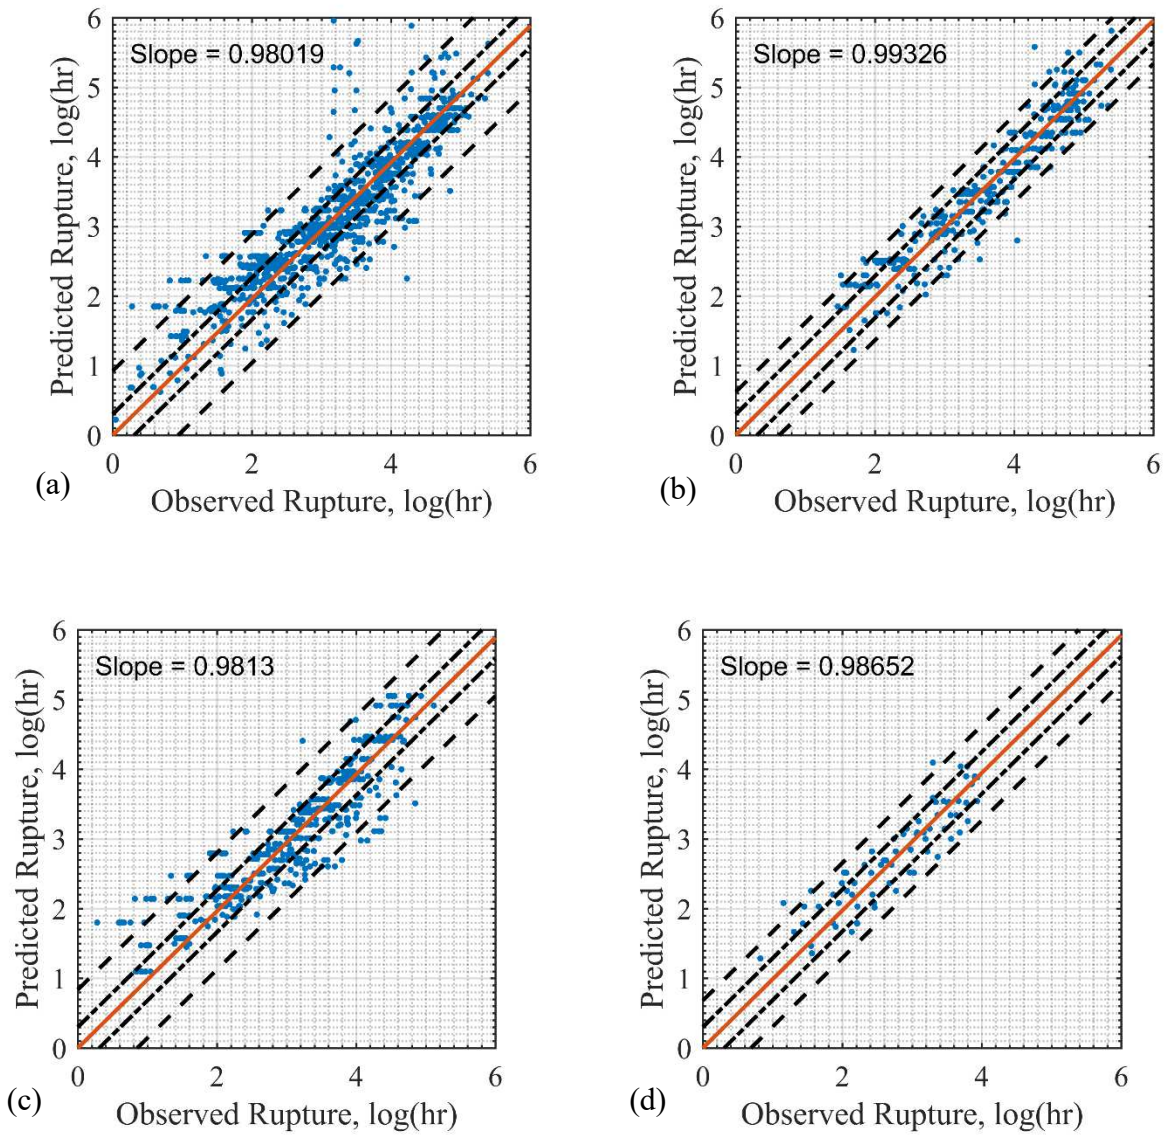 Slope = 0.98019
Predicted Rupture, log(hr)
6
5
4
3
2
1
0
0 2 4 6
Observed Rupture, log(hr)
(a)
Slope = 0.99326
Predicted Rupture, log(hr)
6
5
4
3
2
1
0
0 2 4 6
Observed Rupture, log(hr)
(b)
Slope = 0.9813
Predicted Rupture, log(hr)
6
5
4
3
2
1
0
0 2 4 6
Observed Rupture, log(hr)
(c)
Slope = 0.98652
Predicted Rupture, log(hr)
6
5
4
3
2
1
0
0 2 4 6
Observed Rupture, log(hr)
(d)